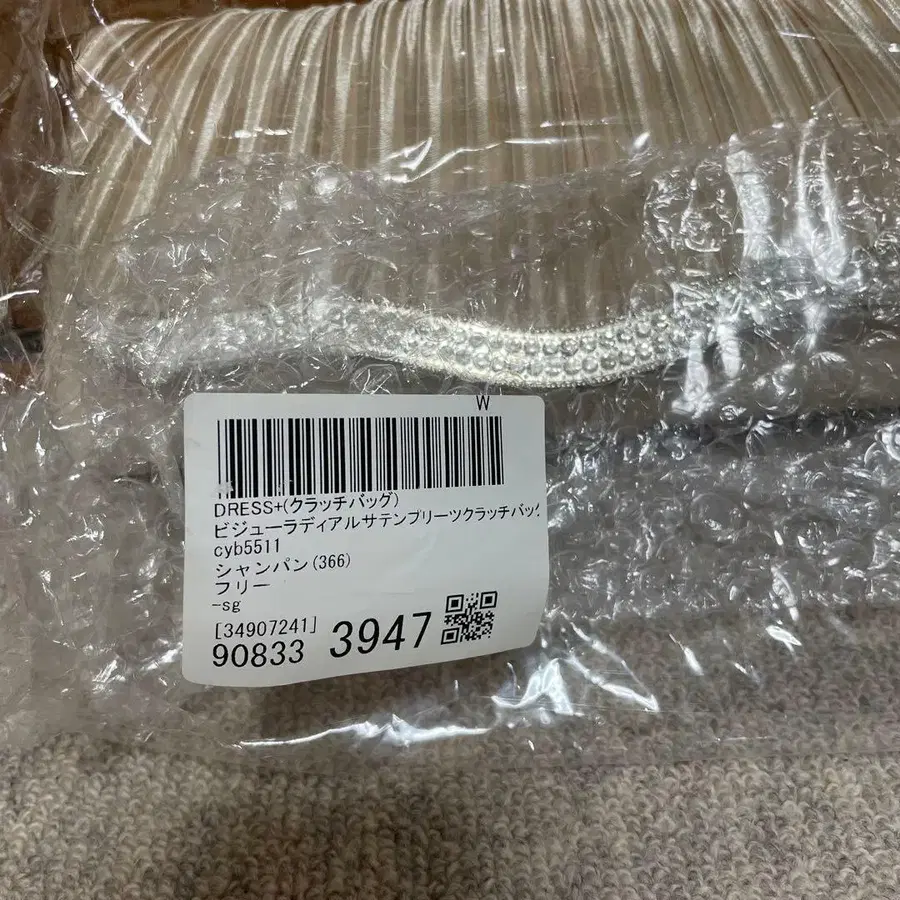 W
DRESS+(クラッチバッグ)
ビジューラディアルサテンプリーツクラッチバッグ
cyb5511
シャンパン(366)
フリー
-sg
[34907241]
90833 3947